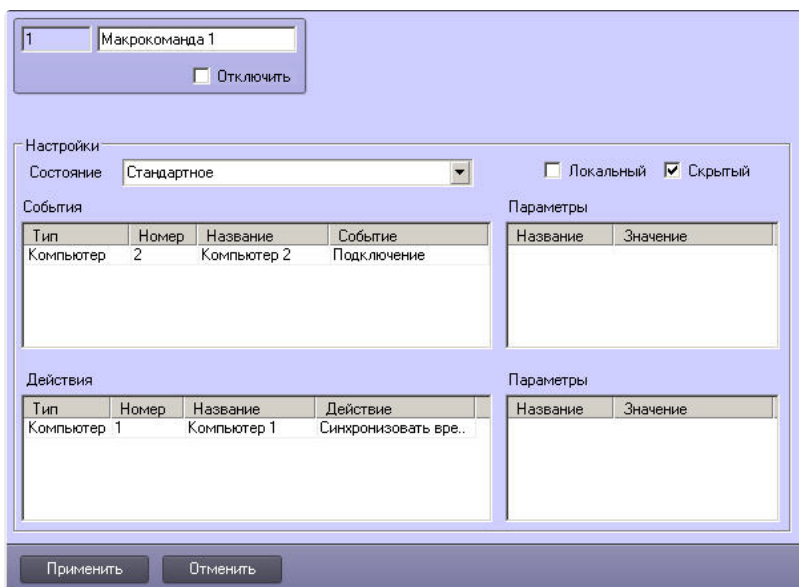 1 Макрокоманда 1
Отключить
Настройки
Состояние Стандартное Локальный Скрытый
События Параметры
Тип Номер Название Событие Название Значение
Компьютер 2 Компьютер 2 Подключение
Действия Параметры
Тип Номер Название Действие Название Значение
Компьютер 1 Компьютер 1 Синхронизовать вре..
Применить Отменить